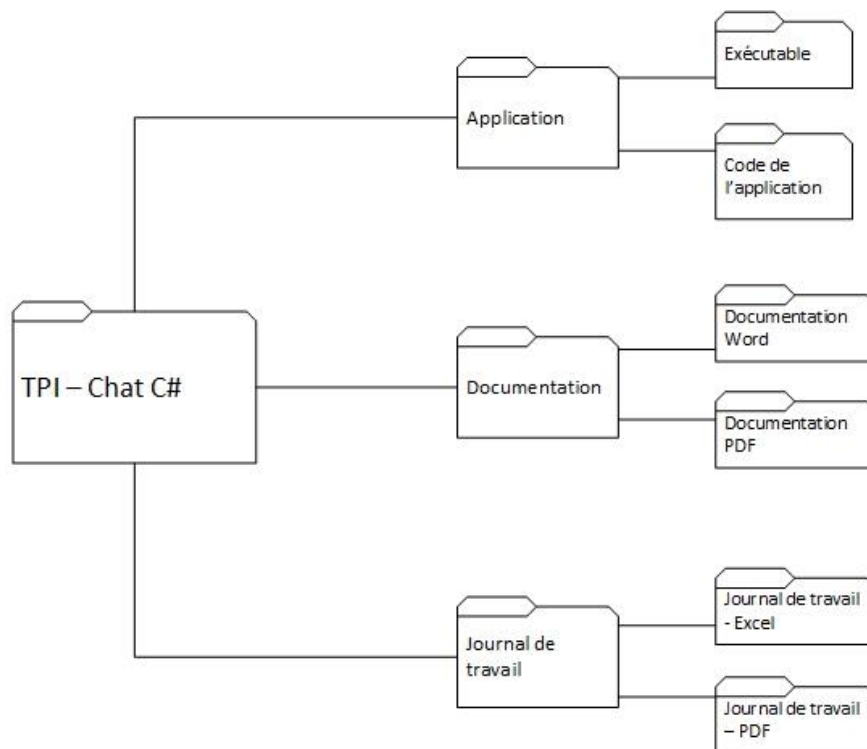 Exécutable
Application
Code de
l'application
Documentation
Word
TPI – Chat C#
Documentation
Documentation
PDF
Journal de travail
- Excel
Journal de
travail
Journal de travail
– PDF